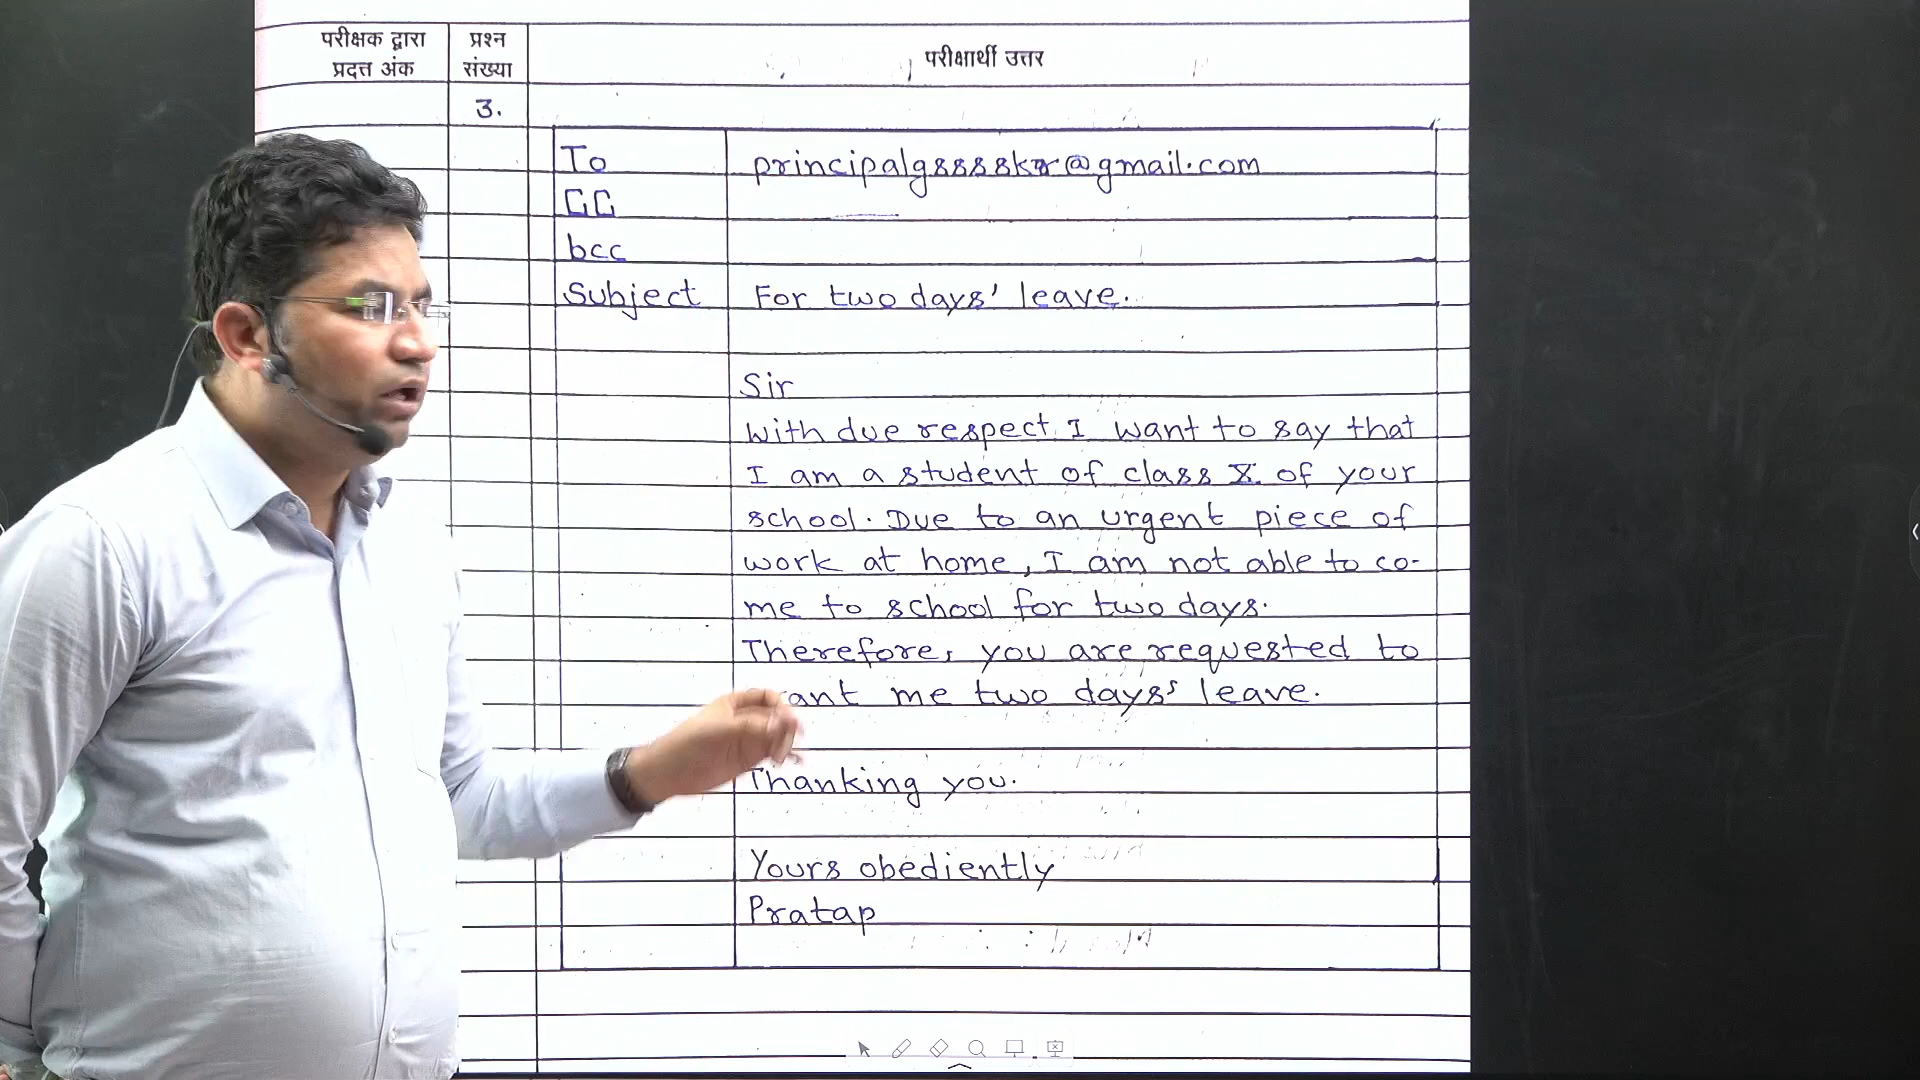 परीक्षक द्वारा प्रदत्त अंक
प्रश्न संख्या
परीक्षार्थी उत्तर
3.
To principalgsssskr@gmail.com
CC
bcc
Subject For two days' leave.
Sir
With due respect I want to say that
I am a student of class X of your
school. Due to an urgent piece of
work at home, I am not able to co-
me to school for two days.
Therefore, you are requested to
me two days' leave.
Thanking you.
Yours obediently
Pratap